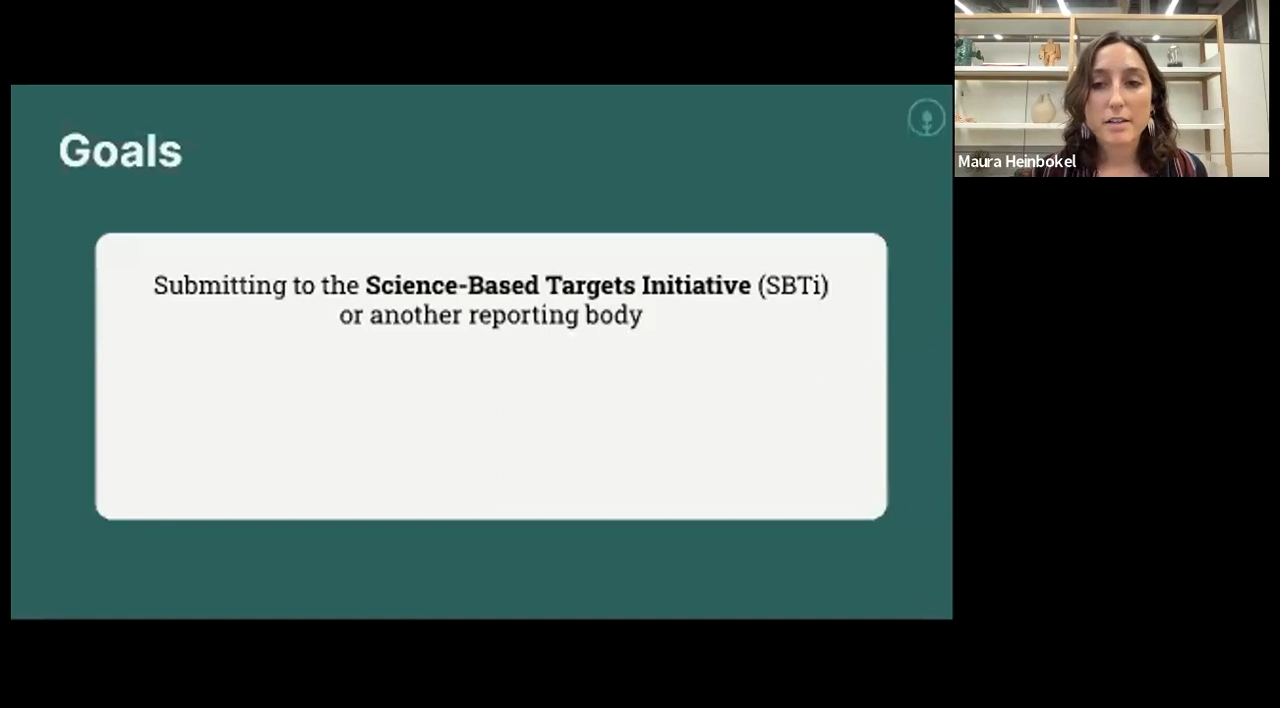 Goals
Submitting to the Science-Based Targets Initiative (SBTi)
or another reporting body
Maura Heinbokel